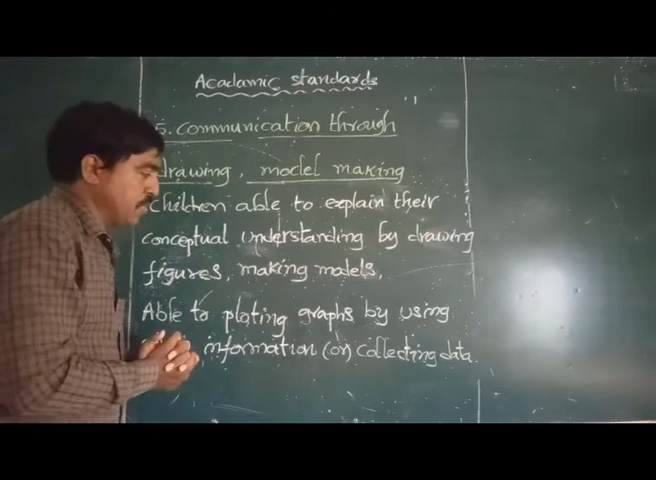 Acadamic standards
5. communication through
drawing, model making
children able to explain their
conceptual understanding by drawing
figures, making models,
Able to ploting graphs by using
information (or) collecting data.